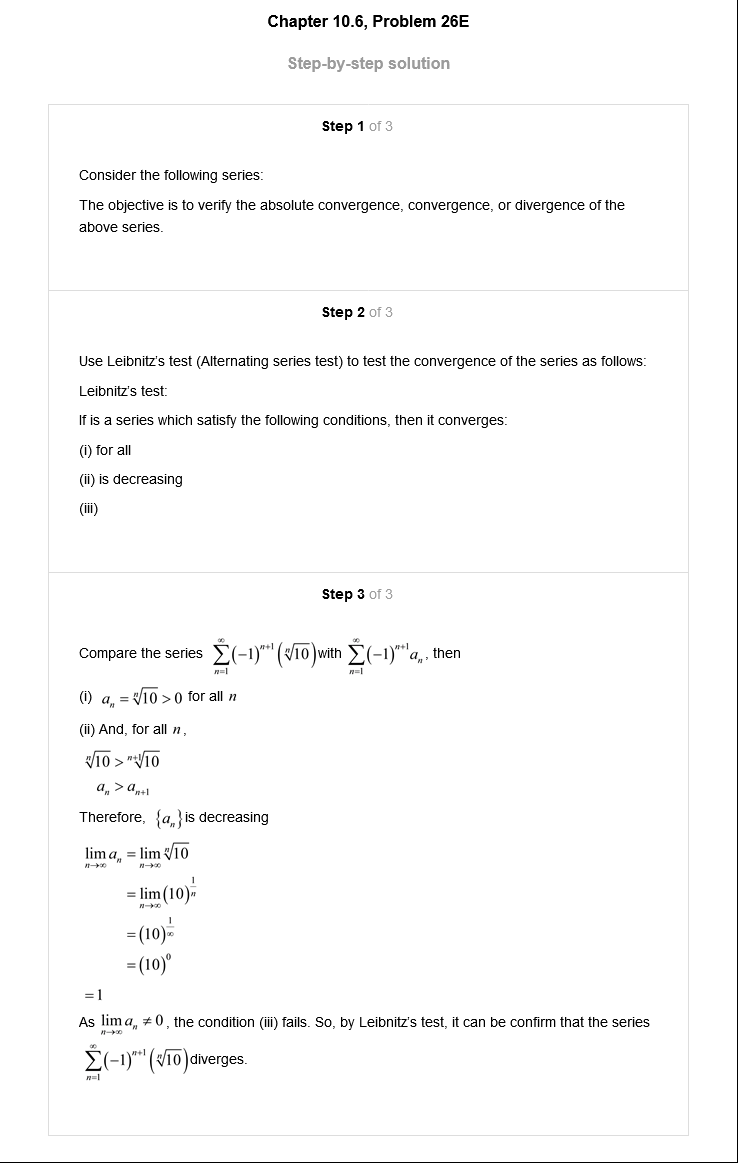 Chapter 10.6, Problem 26E
Step-by-step solution
Step 1 of 3
Consider the following series:
The objective is to verify the absolute convergence, convergence, or divergence of the
above series.
Step 2 of 3
Use Leibnitz's test (Alternating series test) to test the convergence of the series as follows:
Leibnitz's test:
If is a series which satisfy the following conditions, then it converges:
(i) for all
(ii) is decreasing
(iii)
Step 3 of 3
Compare the series $\sum_{n=1}^{\infty}(-1)^{n+1}\left(\sqrt[n]{10}\right)$ with $\sum_{n=1}^{\infty}(-1)^{n+1}a_n$, then
(i) $a_n = \sqrt[n]{10} > 0$ for all $n$
(ii) And, for all $n$,
$\sqrt[n]{10} > \sqrt[n+1]{10}$
$a_n > a_{n+1}$
Therefore, $\{a_n\}$ is decreasing
$\lim_{n\to\infty} a_n = \lim_{n\to\infty} \sqrt[n]{10}$
$= \lim_{n\to\infty} (10)^{\frac{1}{n}}$
$= (10)^{\frac{1}{\infty}}$
$= (10)^0$
$= 1$
As $\lim_{n\to\infty} a_n \neq 0$, the condition (iii) fails. So, by Leibnitz's test, it can be confirm that the series
$\sum_{n=1}^{\infty}(-1)^{n+1}\left(\sqrt[n]{10}\right)$ diverges.